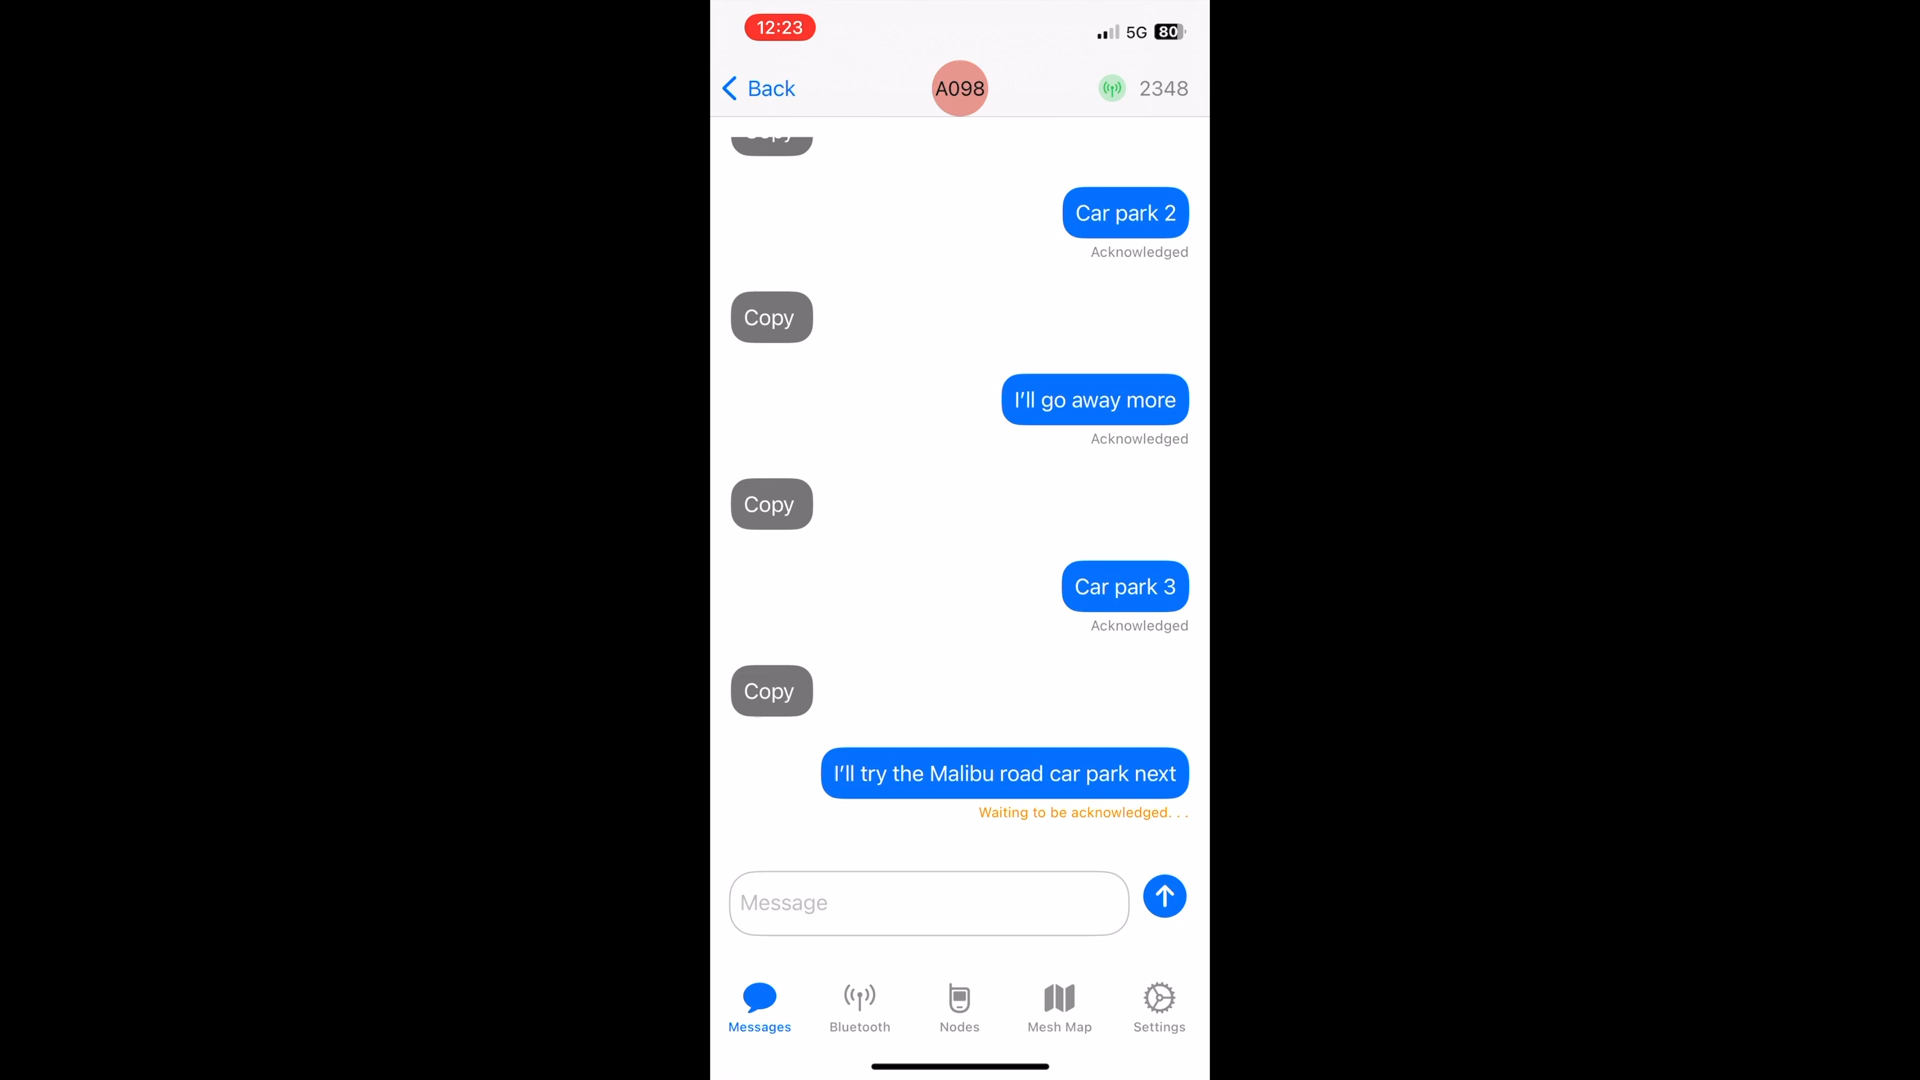 12:23
5G 80
Back
A098
2348
Copy
Car park 2
Acknowledged
Copy
I’ll go away more
Acknowledged
Copy
Car park 3
Acknowledged
Copy
I’ll try the Malibu road car park next
Waiting to be acknowledged. . .
Message
Messages
Bluetooth
Nodes
Mesh Map
Settings